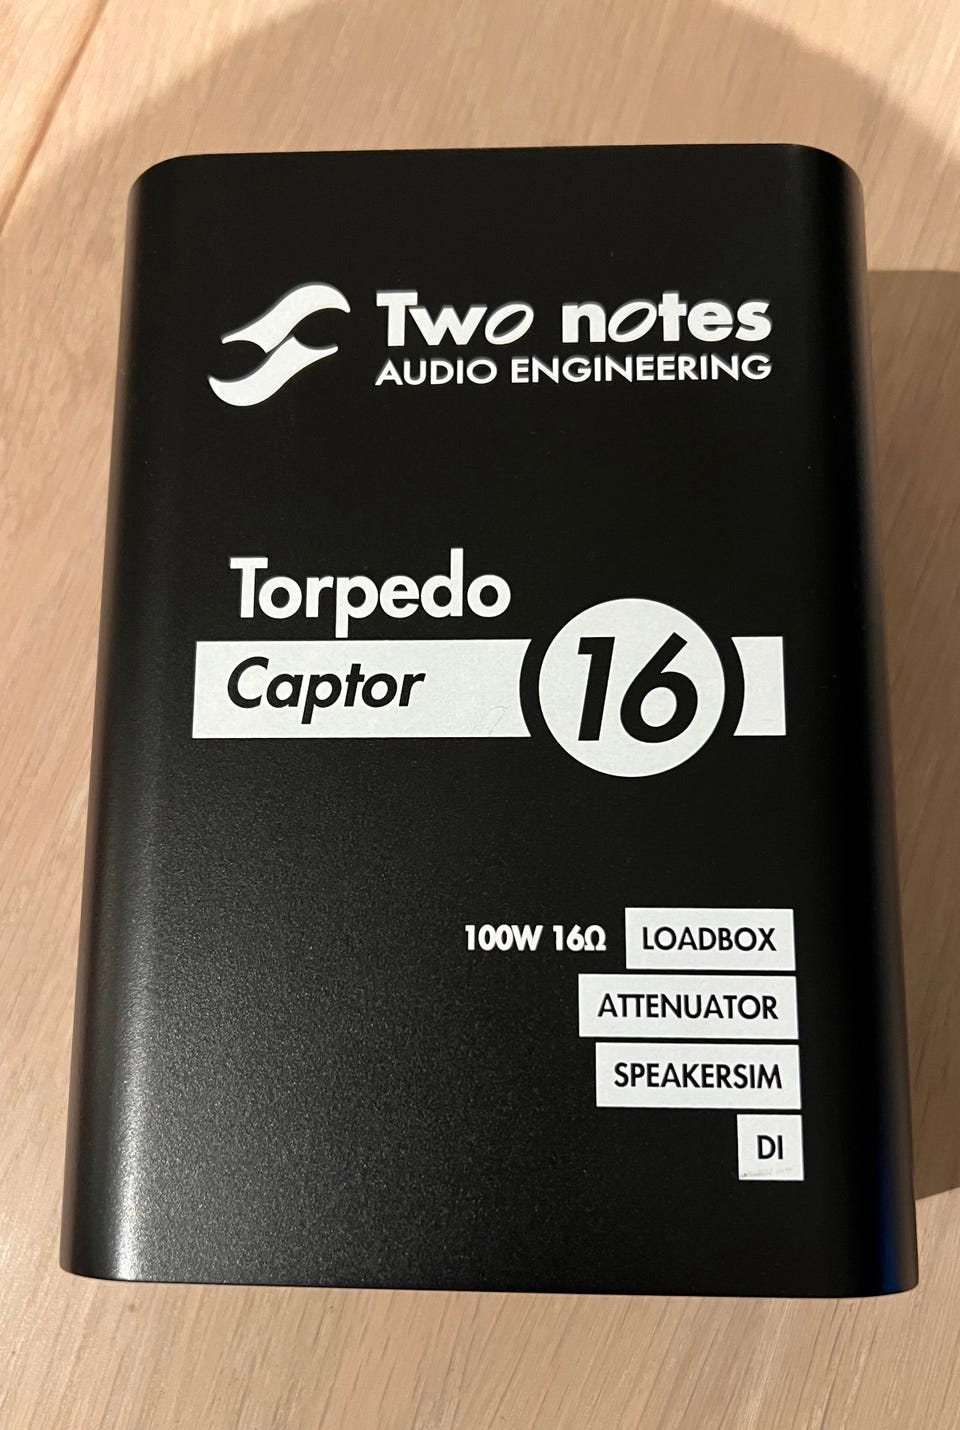 Two notes
AUDIO ENGINEERING
Torpedo
Captor 16
100W 16Ω LOADBOX
ATTENUATOR
SPEAKERSIM
DI